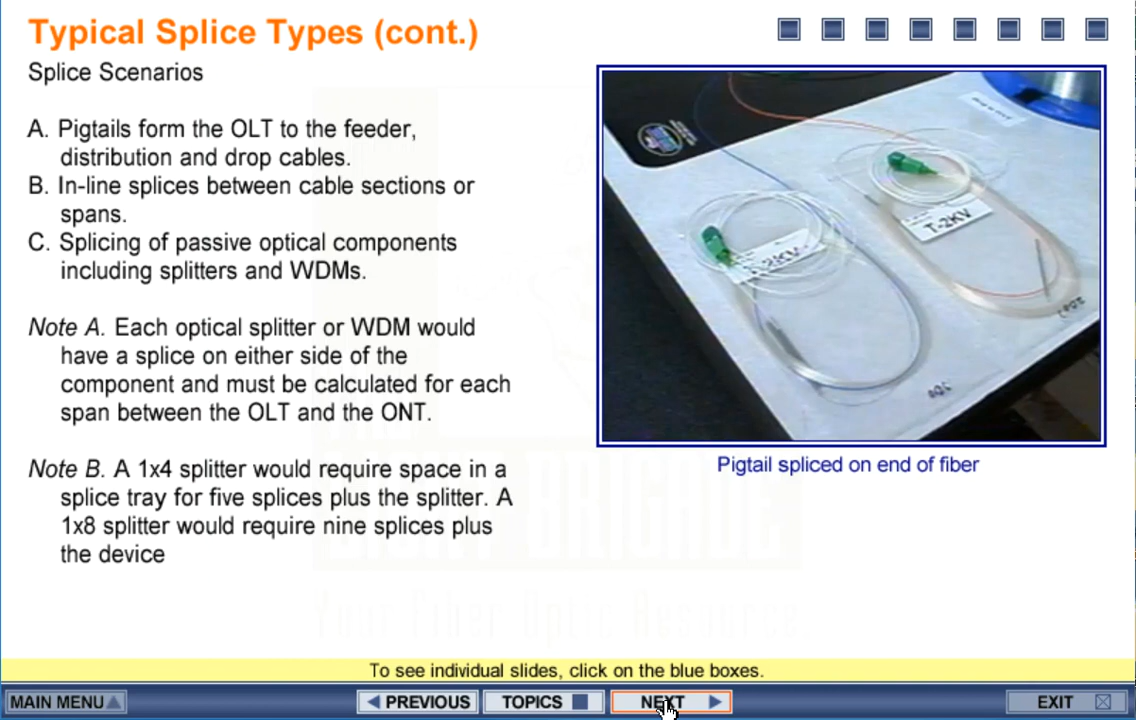 Typical Splice Types (cont.)
Splice Scenarios
A. Pigtails form the OLT to the feeder,
distribution and drop cables.
B. In-line splices between cable sections or
spans.
C. Splicing of passive optical components
including splitters and WDMs.
Note A. Each optical splitter or WDM would
have a splice on either side of the
component and must be calculated for each
span between the OLT and the ONT.
Note B. A 1x4 splitter would require space in a
splice tray for five splices plus the splitter. A
1x8 splitter would require nine splices plus
the device
T-2KV
Pigtail spliced on end of fiber
BRIGADE
Your Fiber Optic Resource
To see individual slides, click on the blue boxes.
MAIN MENU
PREVIOUS
TOPICS
NEXT
EXIT